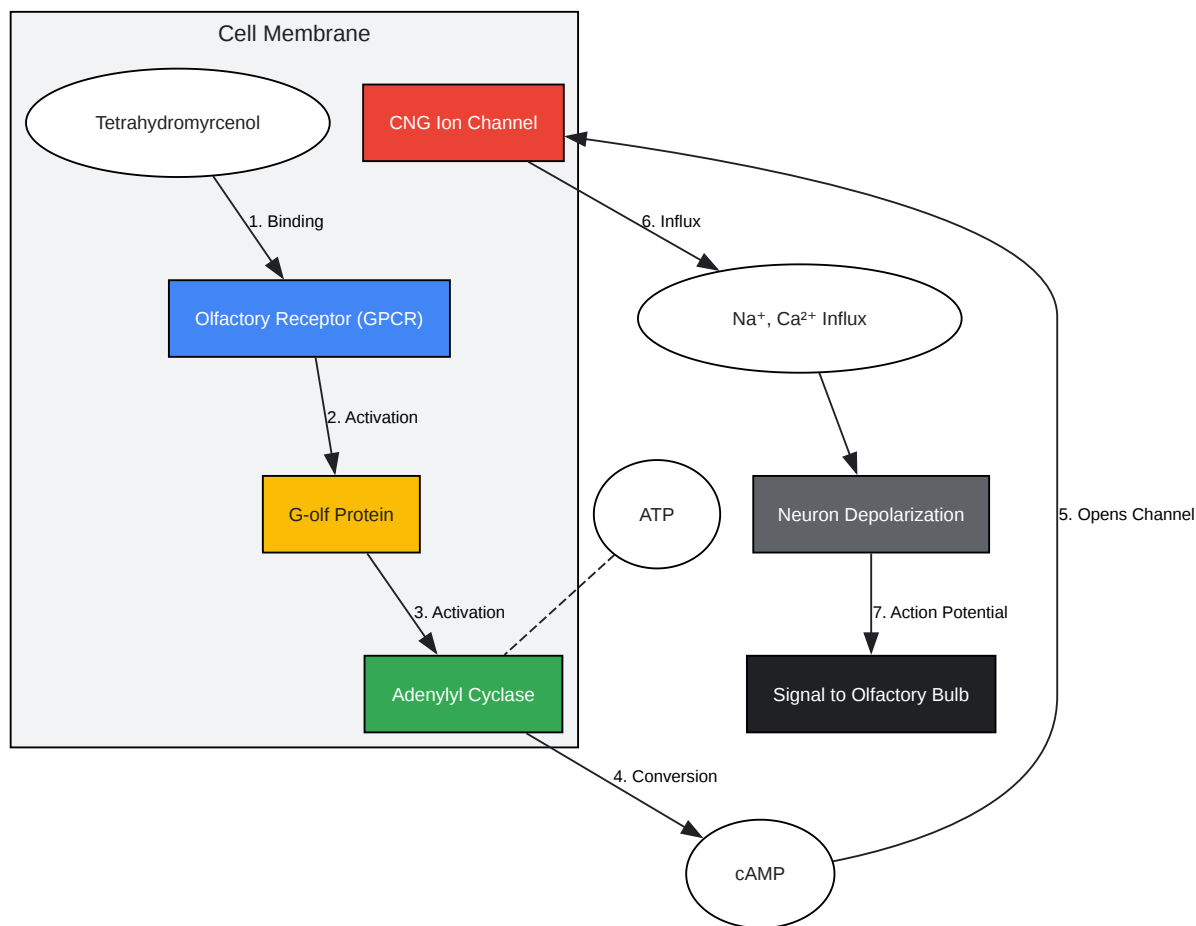 Cell Membrane
Tetrahydromyrcenol
CNG Ion Channel
1. Binding
6. Influx
Olfactory Receptor (GPCR)
Na⁺, Ca²⁺ Influx
2. Activation
G-olf Protein
ATP
Neuron Depolarization
5. Opens Channel
3. Activation
7. Action Potential
Adenylyl Cyclase
Signal to Olfactory Bulb
4. Conversion
cAMP